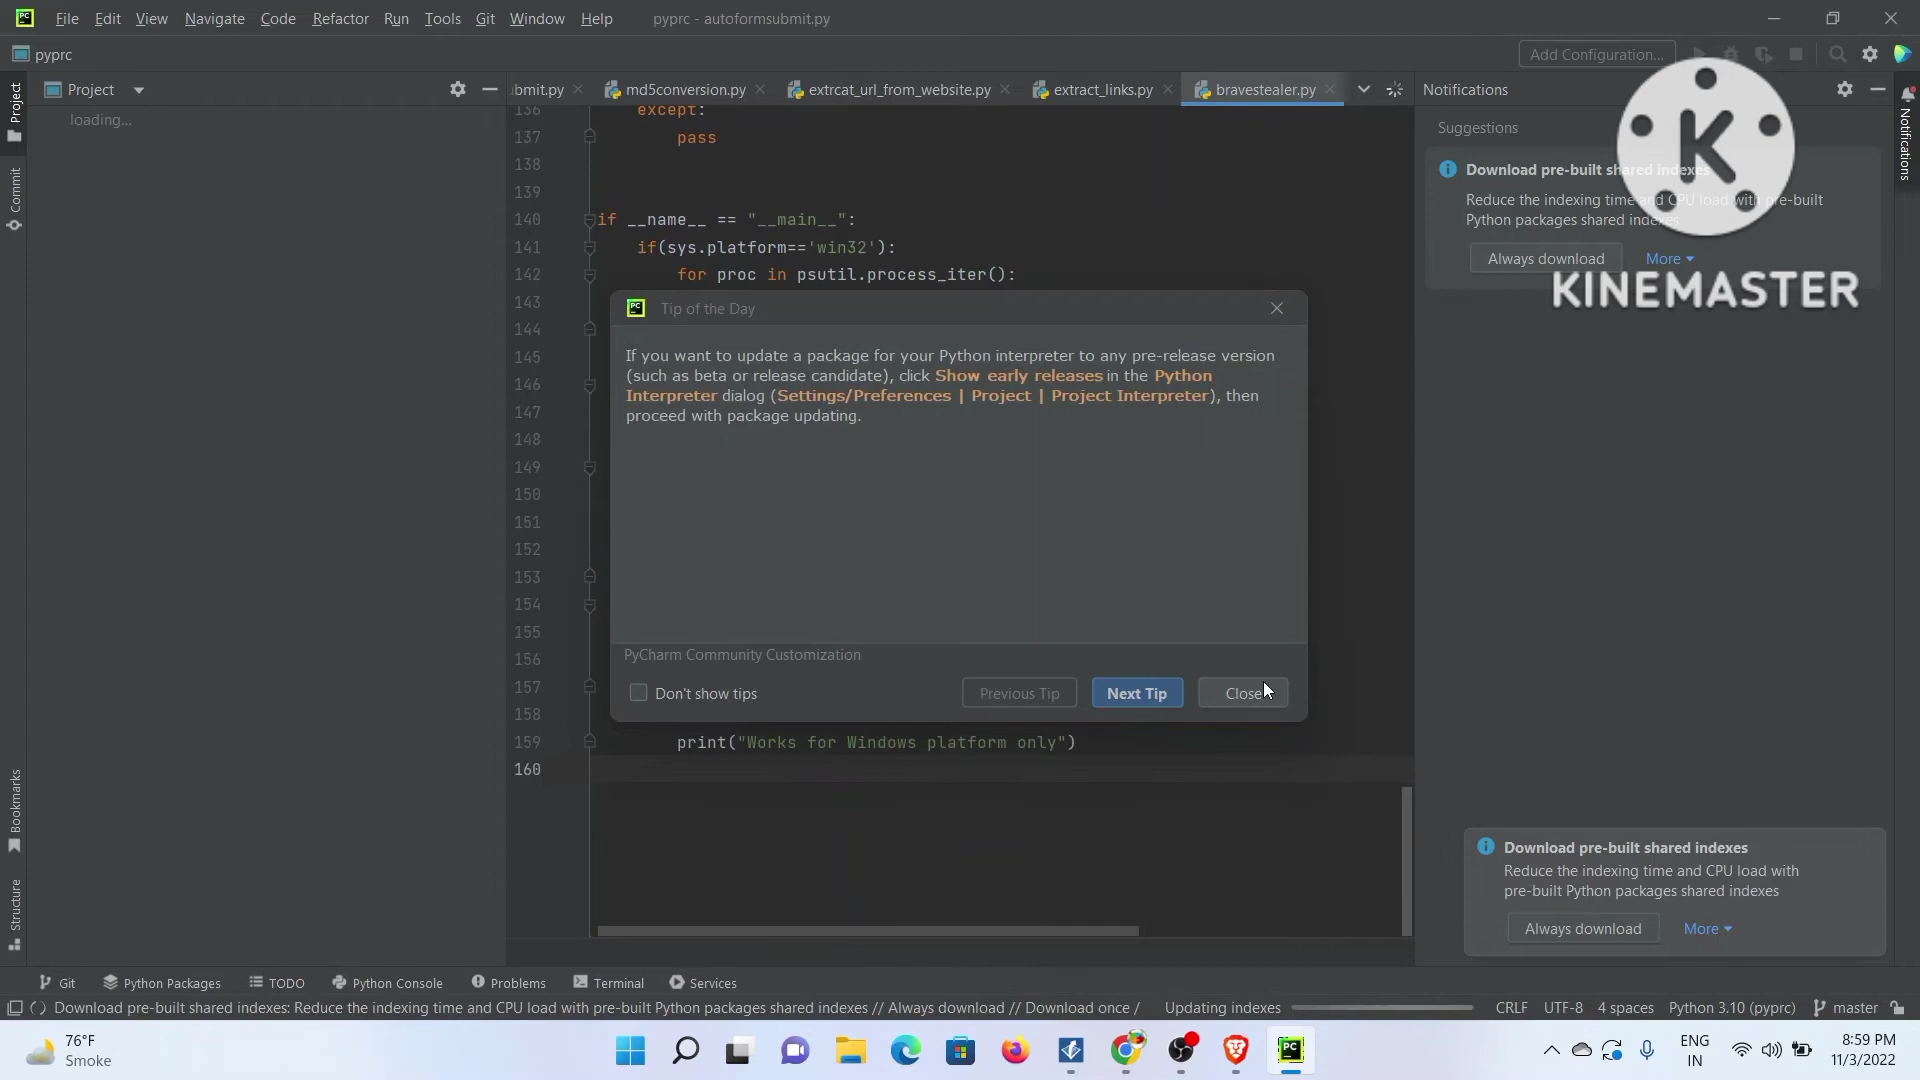 File Edit View Navigate Code Refactor Run Tools Git Window Help pyprc - autoformsubmit.py
pyprc
Add Configuration...
Project
loading...
bmit.py
md5conversion.py
extrcat_url_from_website.py
extract_links.py
bravestealer.py
Notifications
Project
Commit
Bookmarks
Structure
136 except:
137 pass
138
139
140 if __name__ == "__main__":
141 if(sys.platform=='win32'):
142 for proc in psutil.process_iter():
143
144
145
146
147
148
149
150
151
152
153
154
155
156
157
158
159 print("Works for Windows platform only")
160
Tip of the Day
If you want to update a package for your Python interpreter to any pre-release version
(such as beta or release candidate), click Show early releases in the Python
Interpreter dialog (Settings/Preferences | Project | Project Interpreter), then
proceed with package updating.
PyCharm Community Customization
Don't show tips
Previous Tip
Next Tip
Close
Suggestions
Download pre-built shared indexes
Reduce the indexing time and CPU load with pre-built
Python packages shared indexes
Always download
More
K
KINEMASTER
Notifications
Download pre-built shared indexes
Reduce the indexing time and CPU load with
pre-built Python packages shared indexes
Always download
More
Git Python Packages TODO Python Console Problems Terminal Services
Download pre-built shared indexes: Reduce the indexing time and CPU load with pre-built Python packages shared indexes // Always download // Download once /
Updating indexes
CRLF UTF-8 4 spaces Python 3.10 (pyprc) master
76°F
Smoke
ENG
IN
8:59 PM
11/3/2022